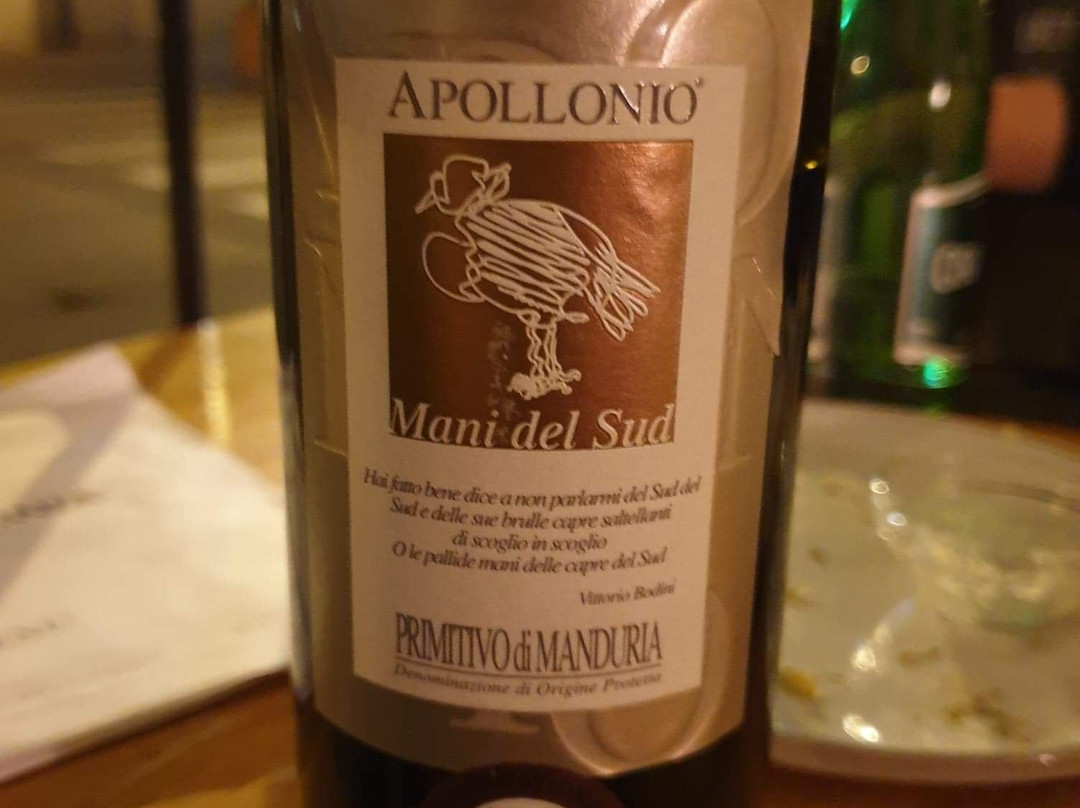 APOLLONIO
Mani del Sud
Hai fatto bene dice a non parlarmi del Sud del
Sud e delle sue brulle capre saltellanti
di scoglio in scoglio
O le pallide mani delle capre del Sud
Vittorio Bodini
PRIMITIVO di MANDURIA
Denominazione di Origine Protetta